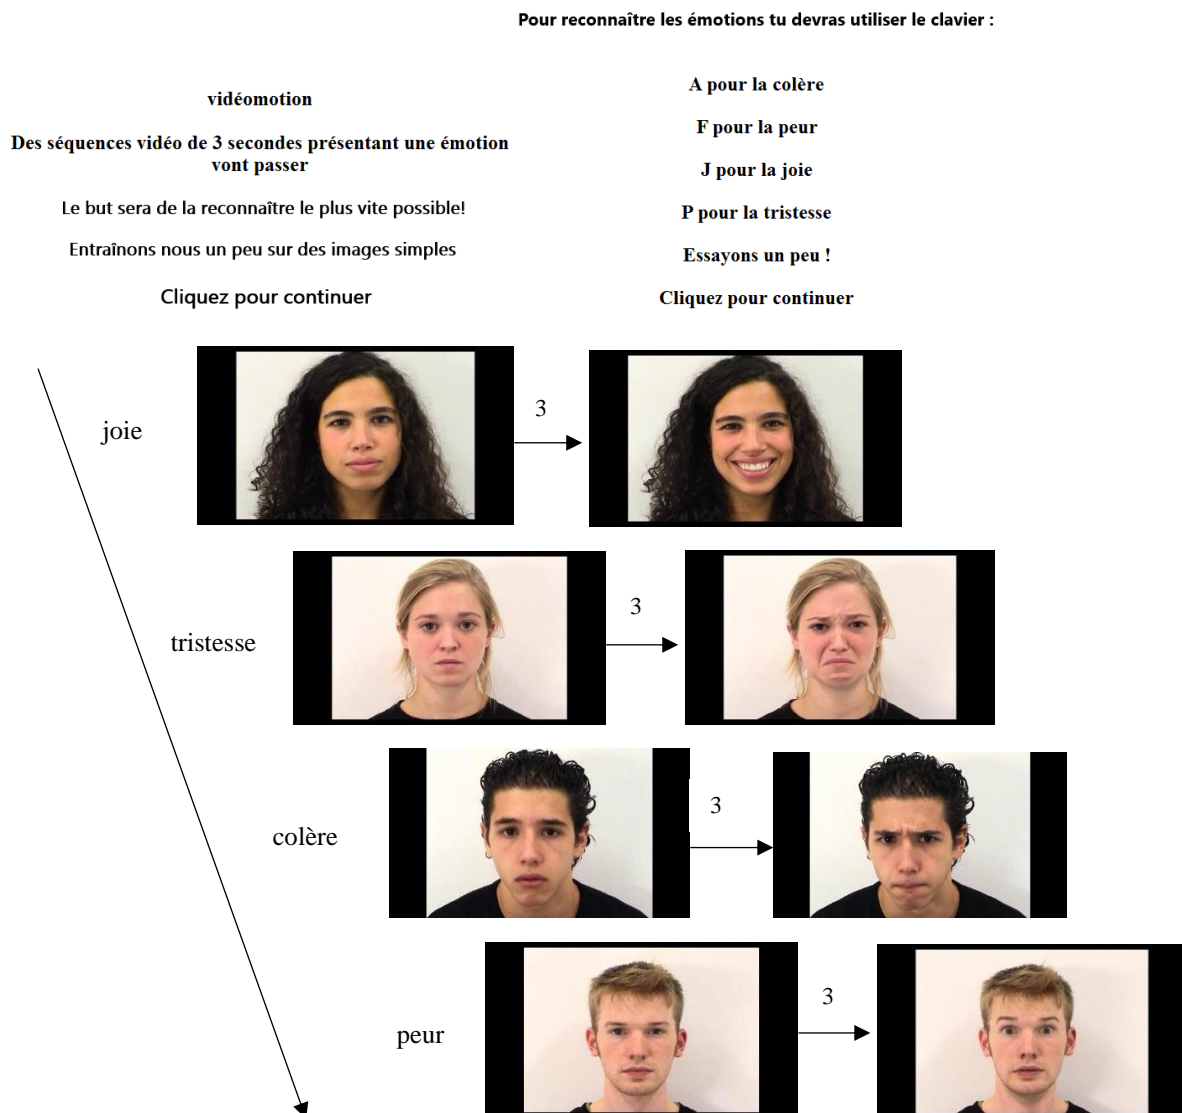 Pour reconnaître les émotions tu devras utiliser le clavier :
vidéomotion
Des séquences vidéo de 3 secondes présentant une émotion
vont passer
Le but sera de la reconnaître le plus vite possible!
Entraînons nous un peu sur des images simples
Cliquez pour continuer
A pour la colère
F pour la peur
J pour la joie
P pour la tristesse
Essayons un peu !
Cliquez pour continuer
joie
3
tristesse
3
colère
3
peur
3